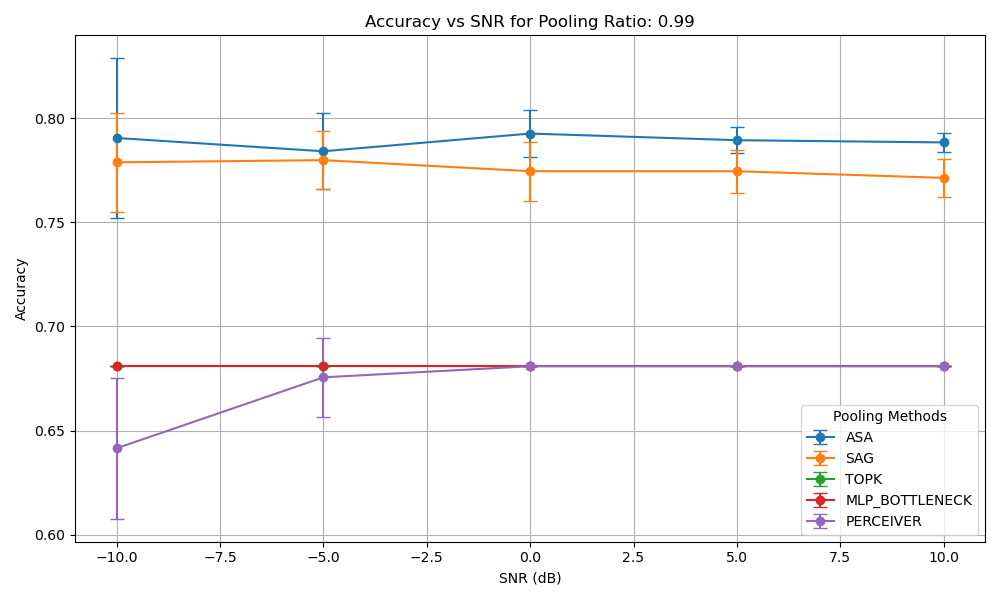 Accuracy vs SNR for Pooling Ratio: 0.99
Accuracy
0.80
0.75
0.70
0.65
0.60
Pooling Methods
ASA
SAG
TOPK
MLP_BOTTLENECK
PERCEIVER
−10.0 −7.5 −5.0 −2.5 0.0 2.5 5.0 7.5 10.0
SNR (dB)